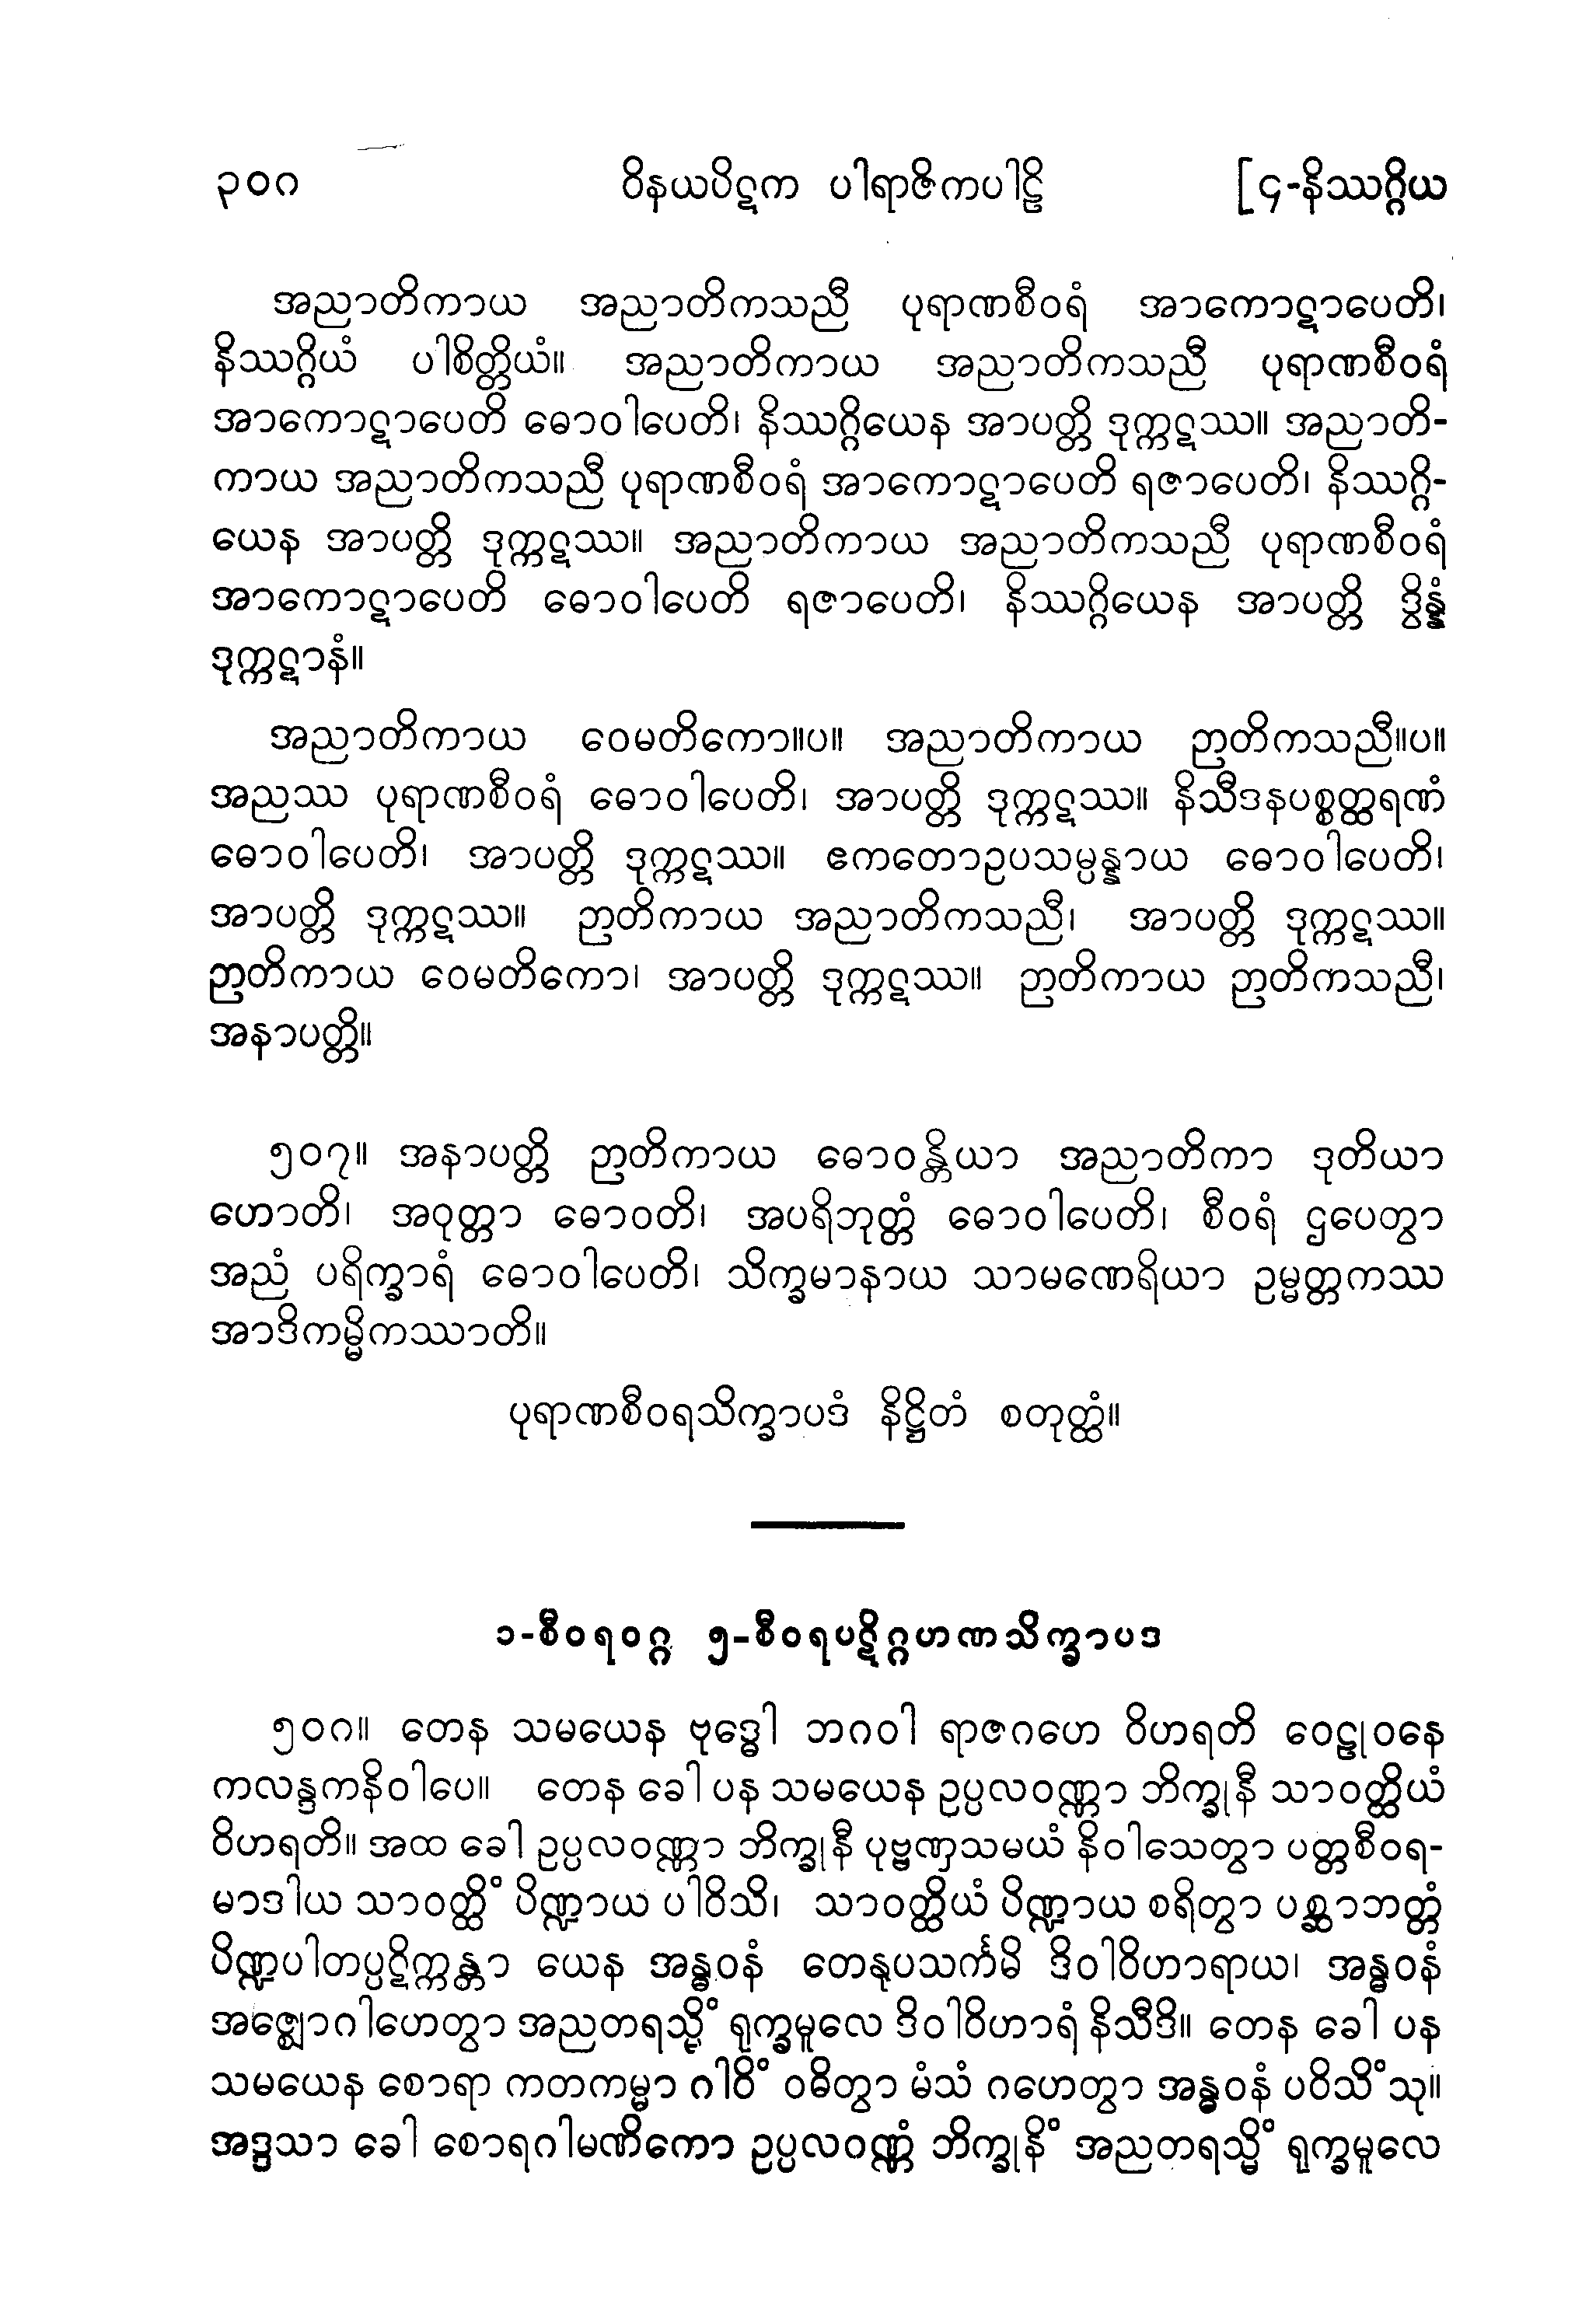 ၃၀၈ ဝိနယပိဋက ပါရာဇိကပါဠိ [၄-နိဿဂ္ဂိယ
အညာတိကာယ အညာတိကသညီ ပုရာဏစီဝရံ အာကောဋာပေတိ၊
နိဿဂ္ဂိယံ ပါစိတ္တိယံ။ အညာတိကာယ အညာတိကသညီ ပုရာဏစီဝရံ
အာကောဋာပေတိ ဓောဝါပေတိ၊ နိဿဂ္ဂိယေန အာပတ္တိ ဒုက္ကဋဿ။ အညာတိ-
ကာယ အညာတိကသညီ ပုရာဏစီဝရံ အာကောဋာပေတိ ရဇာပေတိ၊ နိဿဂ္ဂိ-
ယေန အာပတ္တိ ဒုက္ကဋဿ။ အညာတိကာယ အညာတိကသညီ ပုရာဏစီဝရံ
အာကောဋာပေတိ ဓောဝါပေတိ ရဇာပေတိ၊ နိဿဂ္ဂိယေန အာပတ္တိ ဒွိန္နံ
ဒုက္ကဋာနံ။
အညာတိကာယ ဝေမတိကော။ပ။ အညာတိကာယ ဉာတိကသညီ။ပ။
အညဿ ပုရာဏစီဝရံ ဓောဝါပေတိ၊ အာပတ္တိ ဒုက္ကဋဿ။ နိသီဒနပစ္စတ္ထရဏံ
ဓောဝါပေတိ၊ အာပတ္တိ ဒုက္ကဋဿ။ ဧကတောဥပသမ္ပန္နာယ ဓောဝါပေတိ၊
အာပတ္တိ ဒုက္ကဋဿ။ ဉာတိကာယ အညာတိကသညီ၊ အာပတ္တိ ဒုက္ကဋဿ။
ဉာတိကာယ ဝေမတိကော၊ အာပတ္တိ ဒုက္ကဋဿ။ ဉာတိကာယ ဉာတိကသညီ၊
အနာပတ္တိ။
၅၀၇။ အနာပတ္တိ ဉာတိကာယ ဓောဝန္တိယာ အညာတိကာ ဒုတိယာ
ဟောတိ၊ အဝုတ္တာ ဓောဝတိ၊ အပရိဘုတ္တံ ဓောဝါပေတိ၊ စီဝရံ ဌပေတွာ
အညံ ပရိက္ခာရံ ဓောဝါပေတိ၊ သိက္ခမာနာယ သာမဏေရိယာ ဥမ္မတ္တကဿ
အာဒိကမ္မိကဿာတိ။
ပုရာဏစီဝရသိက္ခာပဒံ နိဋ္ဌိတံ စတုတ္ထံ။
၁-စီဝရဝဂ္ဂ ၅-စီဝရပဋိဂ္ဂဟဏသိက္ခာပဒ
၅၀၈။ တေန သမယေန ဗုဒ္ဓေါ ဘဂဝါ ရာဇဂဟေ ဝိဟရတိ ဝေဠုဝနေ
ကလန္ဒကနိဝါပေ။ တေန ခေါ ပန သမယေန ဥပ္ပလဝဏ္ဏာ ဘိက္ခုနီ သာဝတ္ထိယံ
ဝိဟရတိ။ အထ ခေါ ဥပ္ပလဝဏ္ဏာ ဘိက္ခုနီ ပုဗ္ဗဏှသမယံ နိဝါသေတွာ ပတ္တစီဝရ-
မာဒါယ သာဝတ္ထိံ ပိဏ္ဍာယ ပါဝိသိ၊ သာဝတ္ထိယံ ပိဏ္ဍာယ စရိတွာ ပစ္ဆာဘတ္တံ
ပိဏ္ဍပါတပ္ပဋိက္ကန္တာ ယေန အန္ဓဝနံ တေနုပသင်္ကမိ ဒိဝါဝိဟာရာယ၊ အန္ဓဝနံ
အဇ္ဈောဂါဟေတွာ အညတရသ္မိံ ရုက္ခမူလေ ဒိဝါဝိဟာရံ နိသီဒိ။ တေန ခေါ ပန
သမယေန စောရာ ကတကမ္မာ ဂါဝိံ ဝဓိတွာ မံသံ ဂဟေတွာ အန္ဓဝနံ ပဝိသိံသု။
အဒ္ဒသာ ခေါ စောရဂါမဏိကော ဥပ္ပလဝဏ္ဏံ ဘိက္ခုနိံ အညတရသ္မိံ ရုက္ခမူလေ